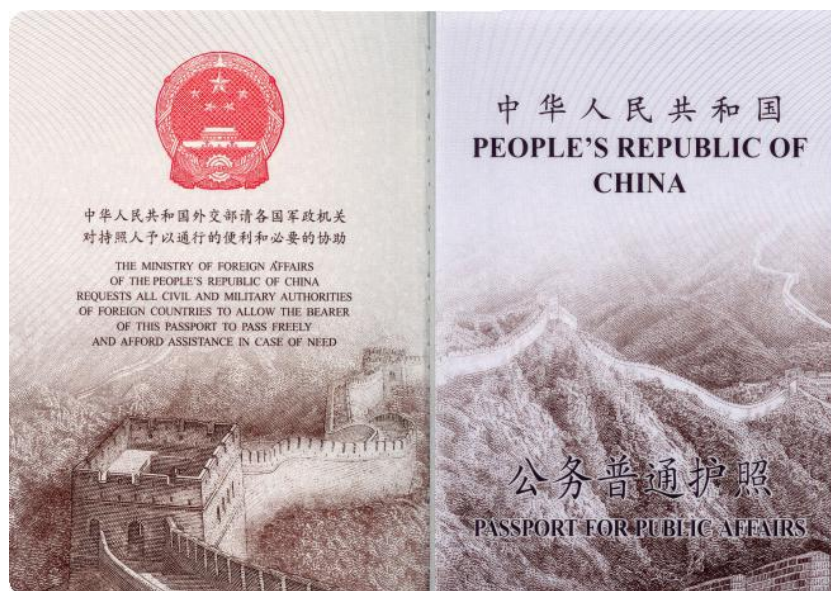 中华人民共和国外交部请各国军政机关
对持照人予以通行的便利和必要的协助
THE MINISTRY OF FOREIGN AFFAIRS
OF THE PEOPLE'S REPUBLIC OF CHINA
REQUESTS ALL CIVIL AND MILITARY AUTHORITIES
OF FOREIGN COUNTRIES TO ALLOW THE BEARER
OF THIS PASSPORT TO PASS FREELY
AND AFFORD ASSISTANCE IN CASE OF NEED
中华人民共和国
PEOPLE'S REPUBLIC OF
CHINA
公务普通护照
PASSPORT FOR PUBLIC AFFAIRS